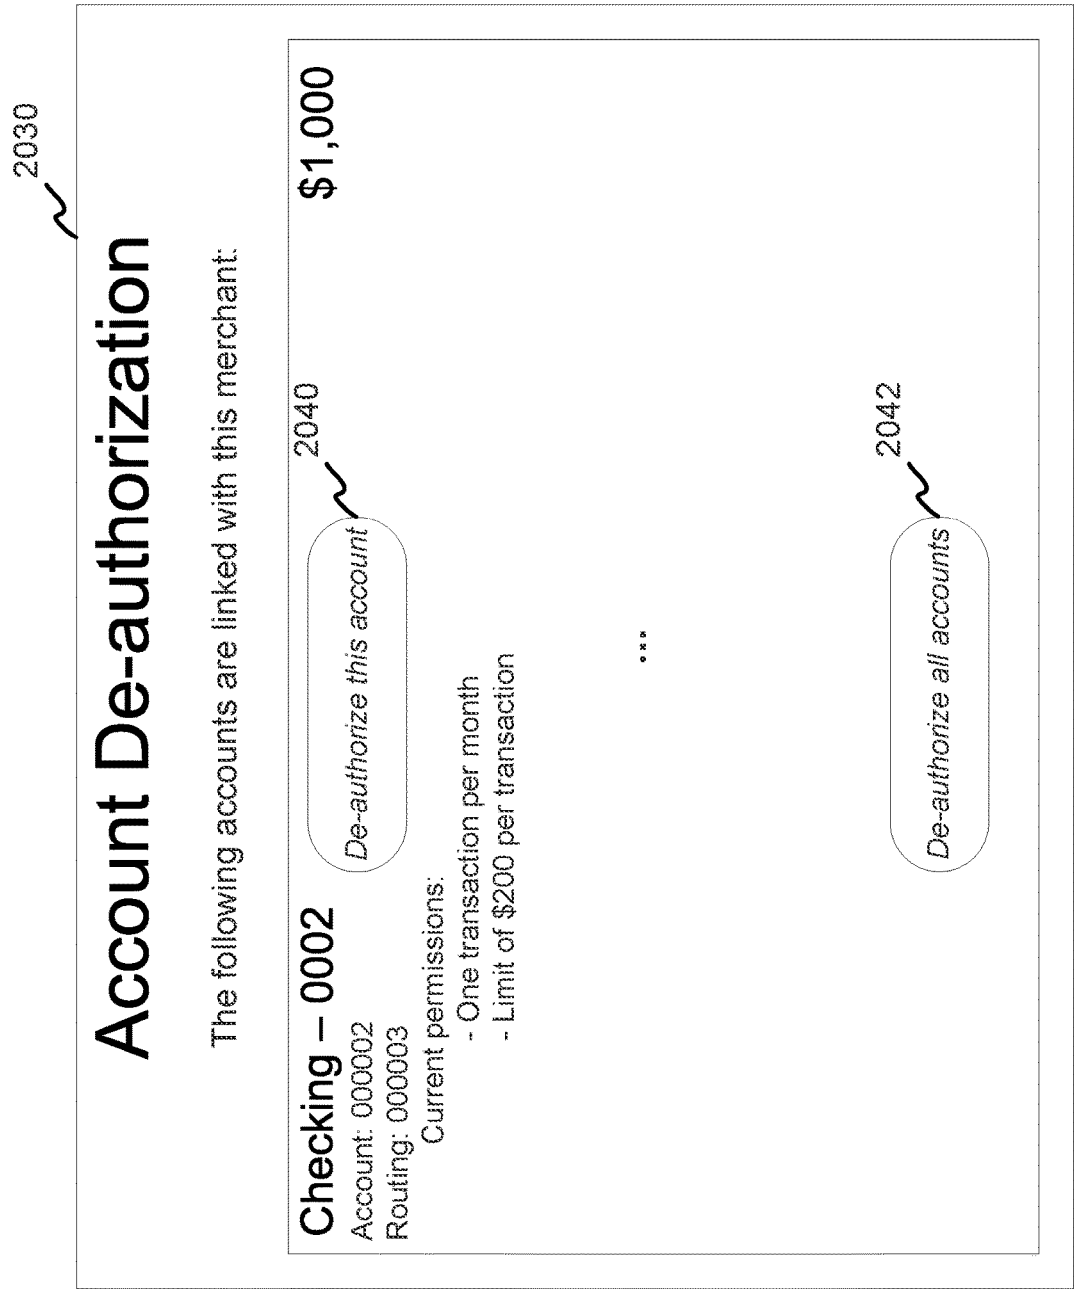 2030
Account De-authorization
The following accounts are linked with this merchant:
Checking – 0002
$1,000
Account: 000002
Routing: 000003
De-authorize this account
2040
Current permissions:
- One transaction per month
- Limit of $200 per transaction
...
De-authorize all accounts
2042